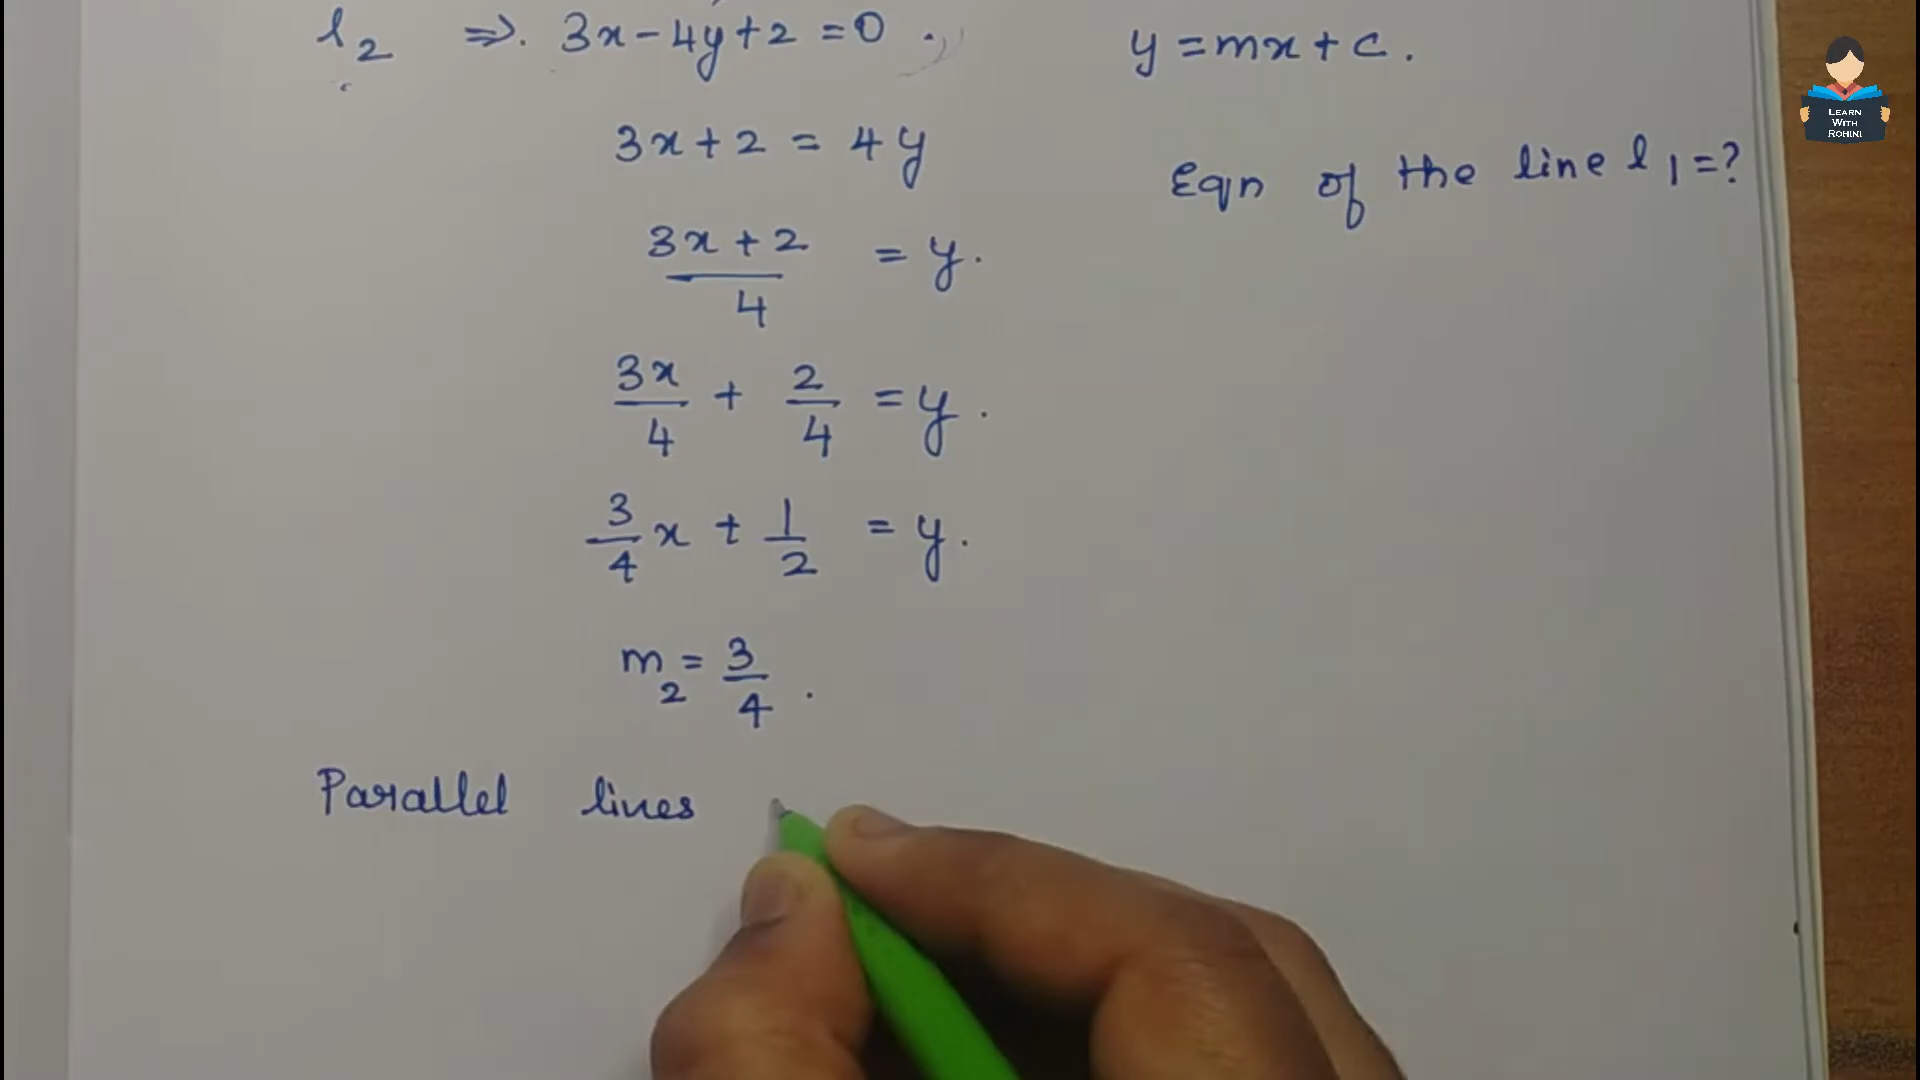 l₂ ⇒. 3x-4y+2=0.
y=mx+c.
3x+2 = 4y
Eqn of the line l₁=?
3x+2/4 = y.
3x/4 + 2/4 = y.
3/4 x + 1/2 = y.
m₂ = 3/4.
Parallel lines
LEARN
WITH
ROHINI